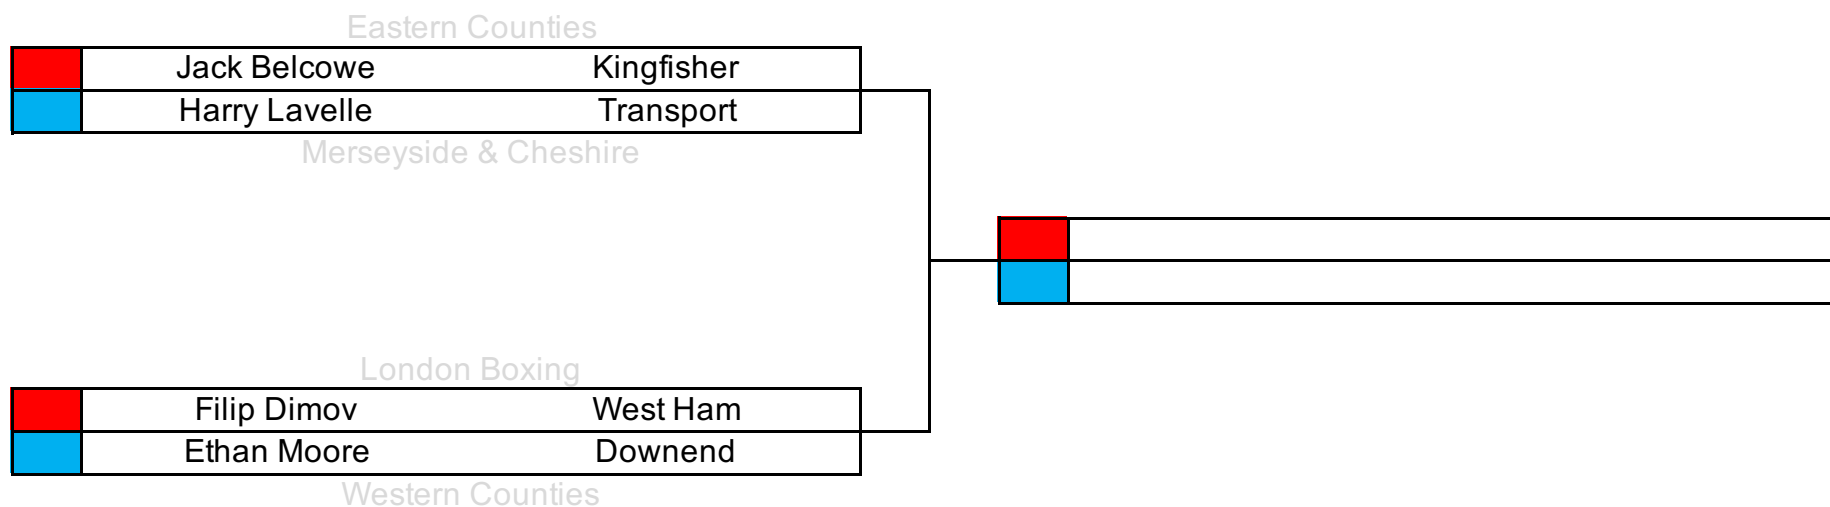 Eastern Counties
Jack Belcowe Kingfisher
Harry Lavelle Transport
Merseyside & Cheshire
London Boxing
Filip Dimov West Ham
Ethan Moore Downend
Western Counties